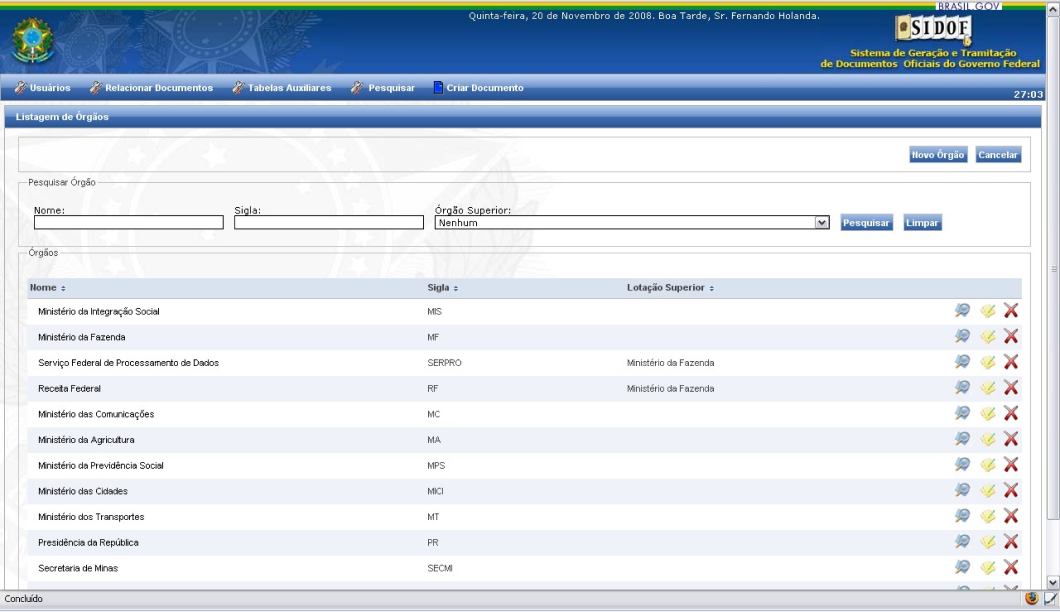 BRASIL.GOV
Quinta-feira, 20 de Novembro de 2008. Boa Tarde, Sr. Fernando Holanda.
SIDOF
Sistema de Geração e Tramitação
de Documentos Oficiais do Governo Federal
Usuários Relacionar Documentos Tabelas Auxiliares Pesquisar Criar Documento
27:03
Listagem de Órgãos
Novo Órgão Cancelar
Pesquisar Órgão
Nome: Sigla: Órgão Superior:
Nenhum Pesquisar Limpar
Órgãos
Nome Sigla Lotação Superior
Ministério da Integração Social MIS
Ministério da Fazenda MF
Serviço Federal de Processamento de Dados SERPRO Ministério da Fazenda
Receita Federal RF Ministério da Fazenda
Ministério das Comunicações MC
Ministério da Agricultura MA
Ministério da Previdência Social MPS
Ministério das Cidades MICI
Ministério dos Transportes MT
Presidência da República PR
Secretaria de Minas SECMI
Concluído